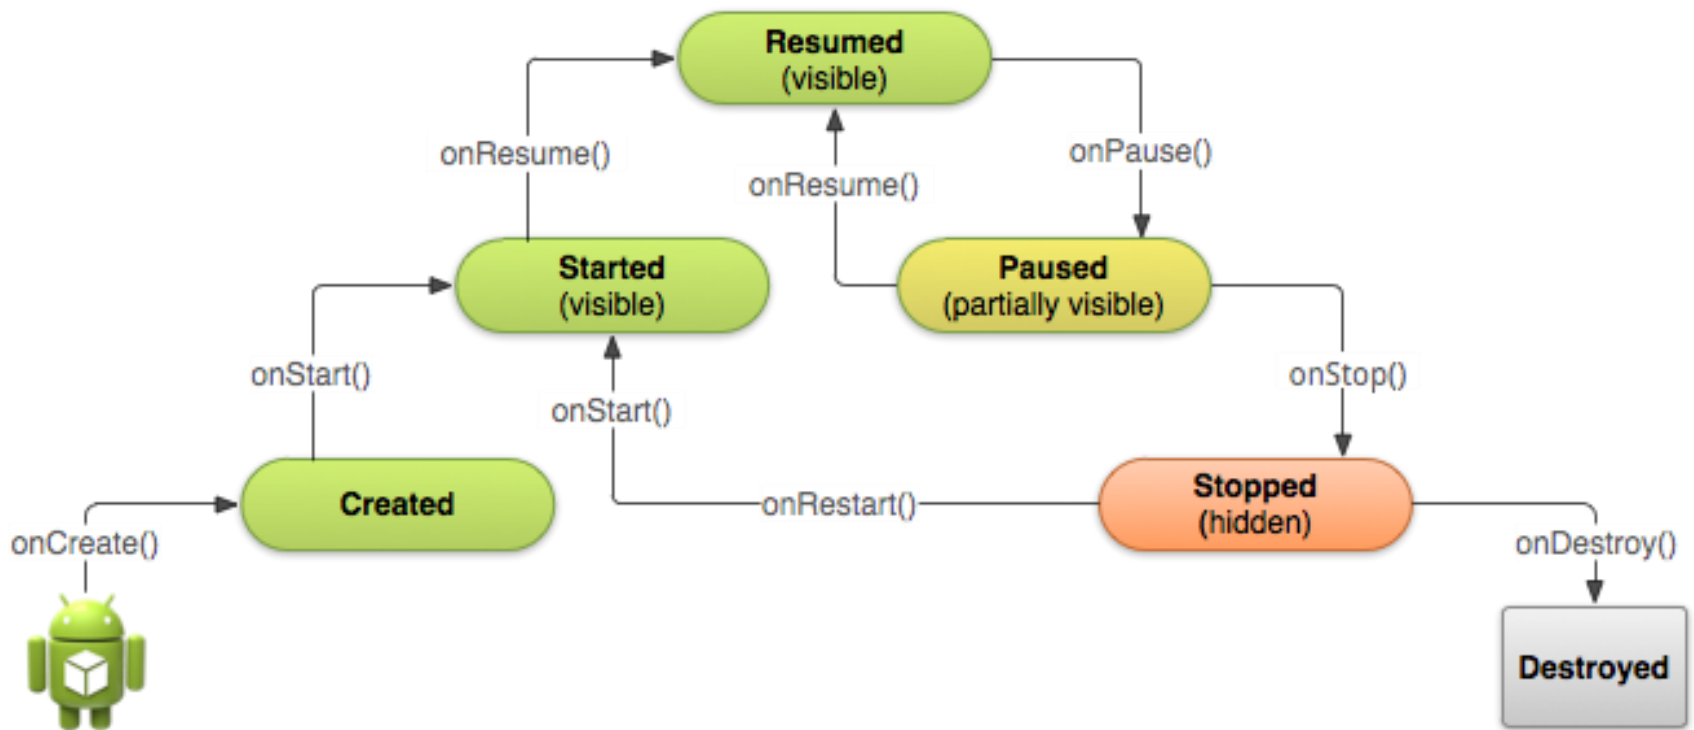 Resumed
(visible)
onResume()
onPause()
onResume()
Started
(visible)
Paused
(partially visible)
onStart()
onStop()
onStart()
Created
onRestart()
Stopped
(hidden)
onCreate()
onDestroy()
Destroyed